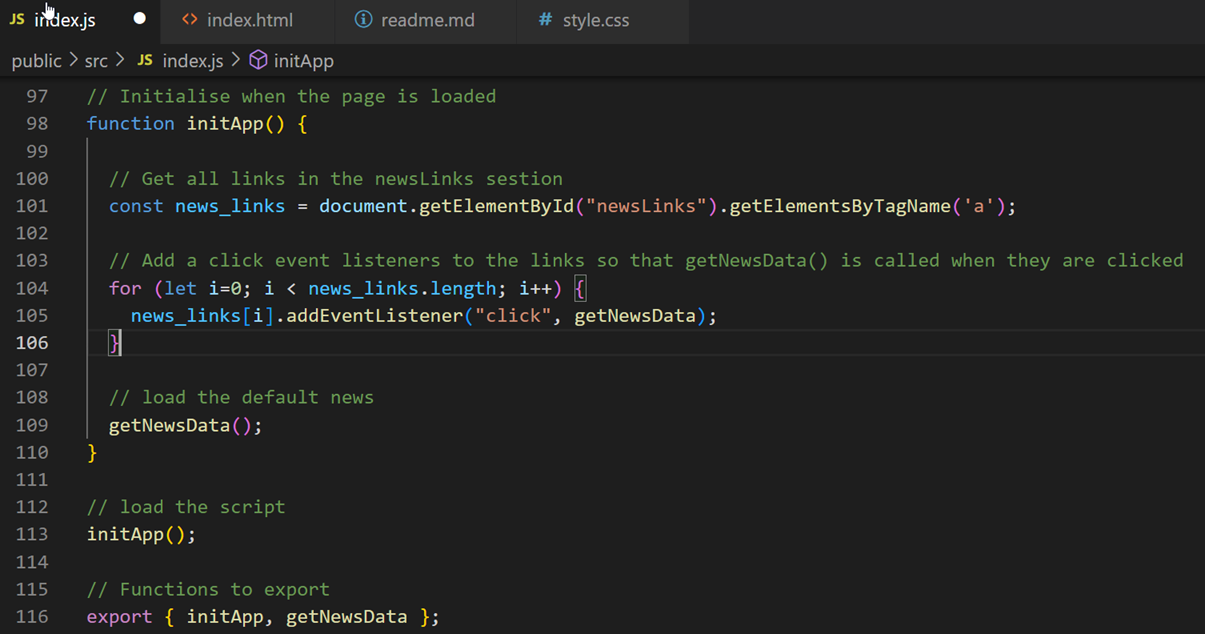 JS index.js
<> index.html
readme.md
# style.css
public > src > JS index.js > initApp
97 // Initialise when the page is loaded
98 function initApp() {
99
100 // Get all links in the newsLinks sestion
101 const news_links = document.getElementById("newsLinks").getElementsByTagName('a');
102
103 // Add a click event listeners to the links so that getNewsData() is called when they are clicked
104 for (let i=0; i < news_links.length; i++) {
105 news_links[i].addEventListener("click", getNewsData);
106 }
107
108 // load the default news
109 getNewsData();
110 }
111
112 // load the script
113 initApp();
114
115 // Functions to export
116 export { initApp, getNewsData };